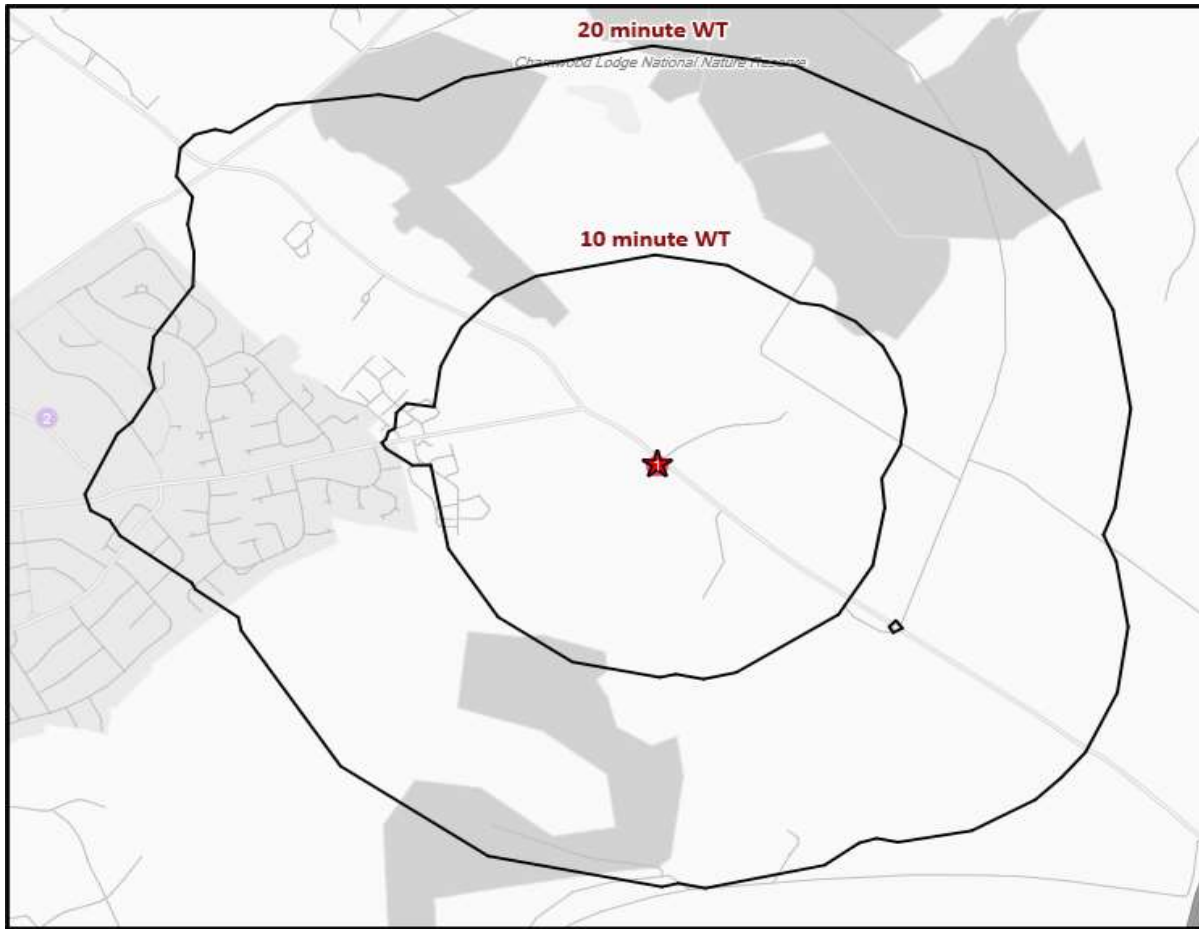 20 minute WT
Charnwood Lodge National Nature Reserve
10 minute WT
2
1